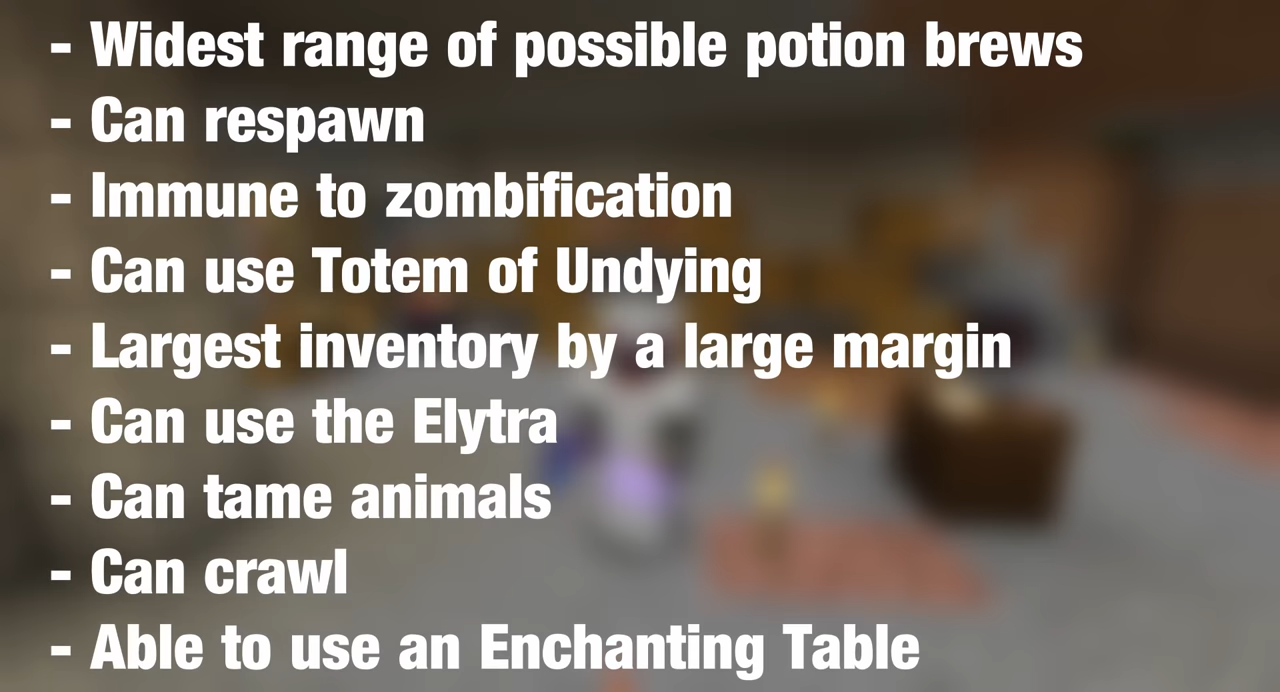 - Widest range of possible potion brews
- Can respawn
- Immune to zombification
- Can use Totem of Undying
- Largest inventory by a large margin
- Can use the Elytra
- Can tame animals
- Can crawl
- Able to use an Enchanting Table